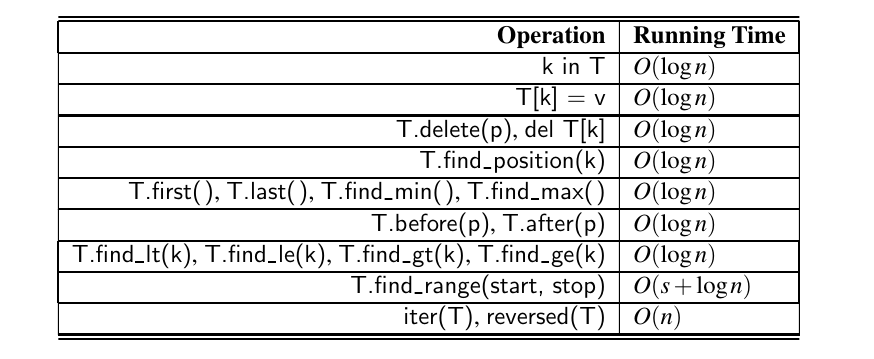 Operation Running Time
k in T O(log n)
T[k] = v O(log n)
T.delete(p), del T[k] O(log n)
T.find_position(k) O(log n)
T.first(), T.last(), T.find_min(), T.find_max() O(log n)
T.before(p), T.after(p) O(log n)
T.find_lt(k), T.find_le(k), T.find_gt(k), T.find_ge(k) O(log n)
T.find_range(start, stop) O(s + log n)
iter(T), reversed(T) O(n)